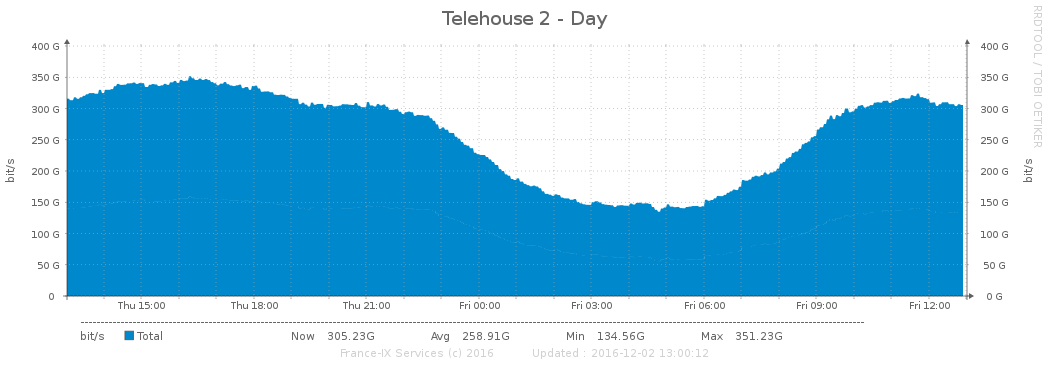 Telehouse 2 - Day
RRDTOOL / TOBI OETIKER
400 G 400 G
350 G 350 G
300 G 300 G
250 G 250 G
200 G 200 G
150 G 150 G
100 G 100 G
50 G 50 G
0 0 G
bit/s bit/s
Thu 15:00 Thu 18:00 Thu 21:00 Fri 00:00 Fri 03:00 Fri 06:00 Fri 09:00 Fri 12:00
bit/s Total Now 305.23G Avg 258.91G Min 134.56G Max 351.23G
France-IX Services (c) 2016 Updated : 2016-12-02 13:00:12